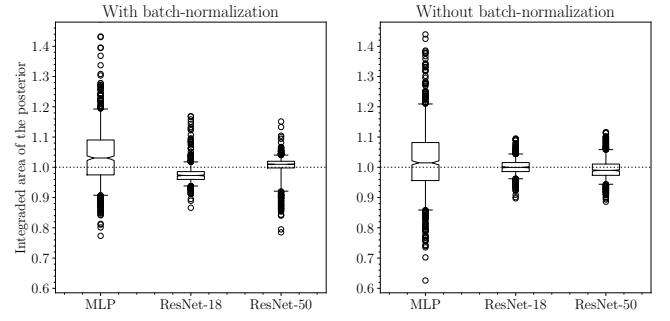 With batch-normalization
Without batch-normalization
Integraded area of the posterior
1.4
1.3
1.2
1.1
1.0
0.9
0.8
0.7
0.6
MLP
ResNet-18
ResNet-50
1.4
1.3
1.2
1.1
1.0
0.9
0.8
0.7
0.6
MLP
ResNet-18
ResNet-50